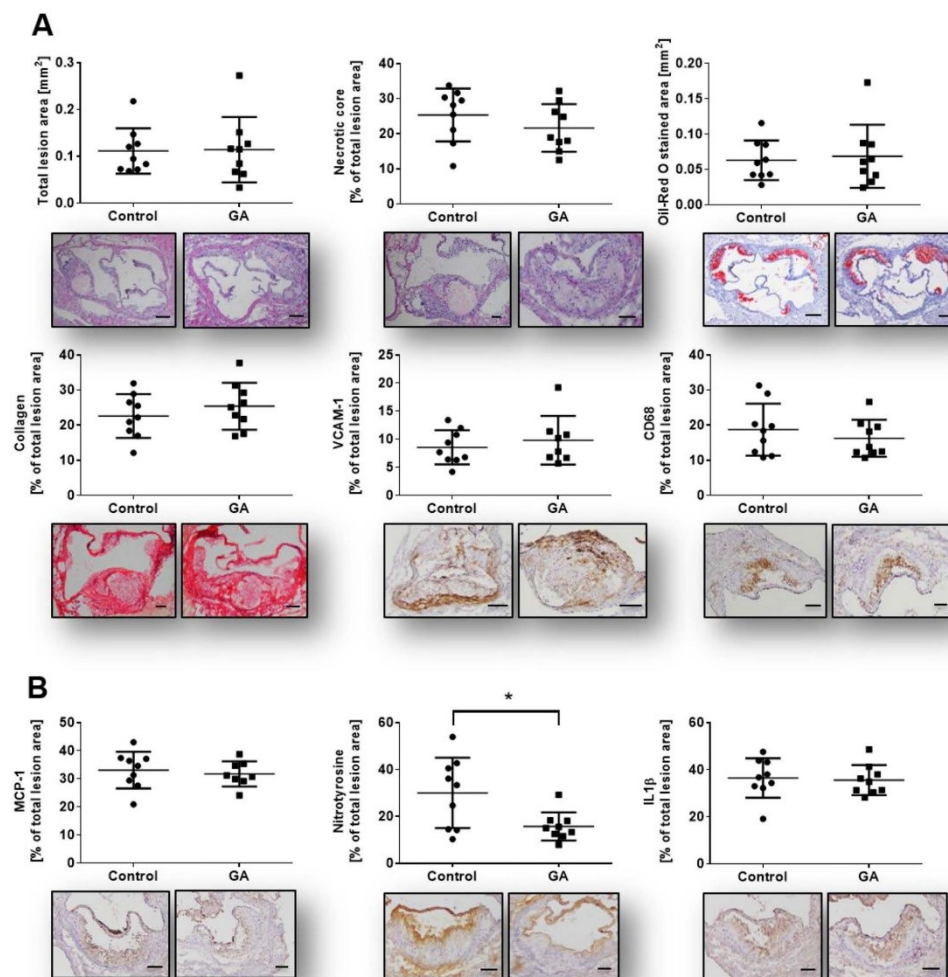 A
Total lesion area [mm²]
0.3
0.2
0.1
0.0
Control GA
Necrotic core
[% of total lesion area]
40
30
20
10
0
Control GA
Oil-Red O stained area [mm²]
0.20
0.15
0.10
0.05
0.00
Control GA
Collagen
[% of total lesion area]
40
30
20
10
0
Control GA
VCAM-1
[% of total lesion area]
25
20
15
10
5
0
Control GA
CD68
[% of total lesion area]
40
30
20
10
0
Control GA
B
MCP-1
[% of total lesion area]
50
40
30
20
10
0
Control GA
Nitrotyrosine
[% of total lesion area]
60
40
20
0
*
Control GA
IL1β
[% of total lesion area]
60
40
20
0
Control GA